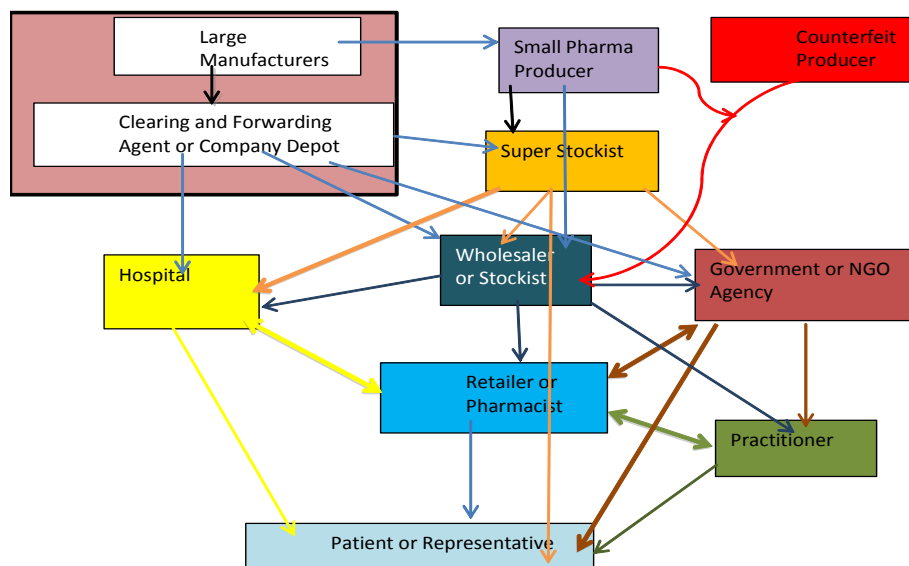 Large
Manufacturers
Small Pharma
Producer
Counterfeit
Producer
Clearing and Forwarding
Agent or Company Depot
Super Stockist
Hospital
Wholesaler
or Stockist
Government or NGO
Agency
Retailer or
Pharmacist
Practitioner
Patient or Representative